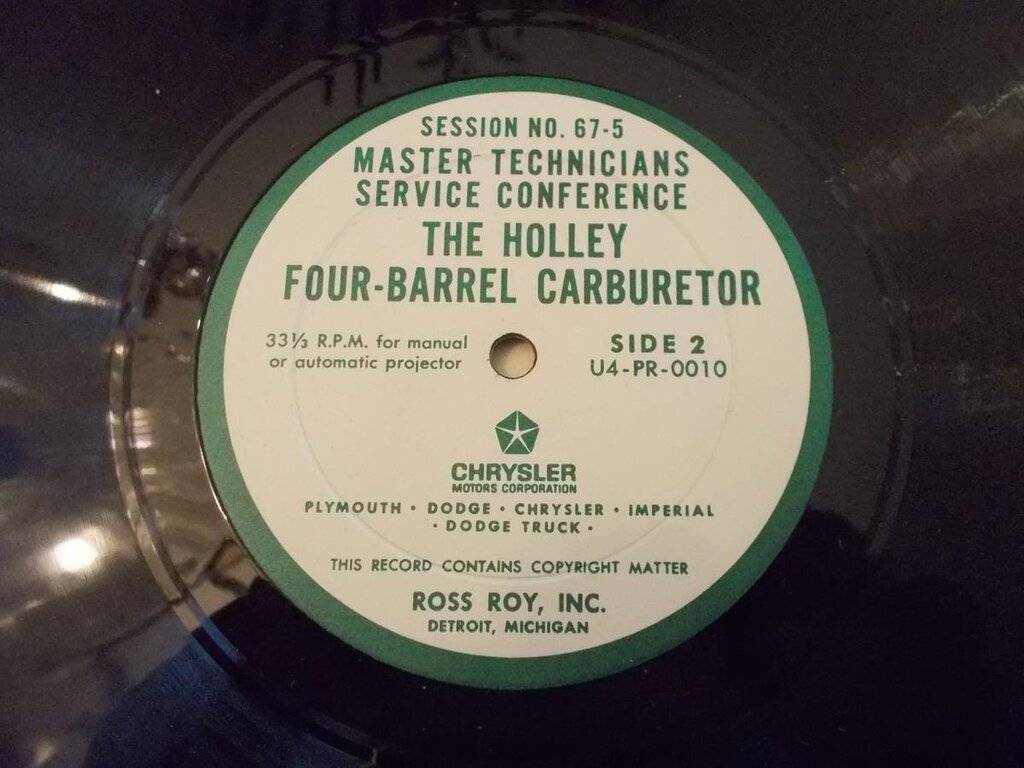 SESSION NO. 67-5
MASTER TECHNICIANS
SERVICE CONFERENCE
THE HOLLEY
FOUR-BARREL CARBURETOR
33⅓ R.P.M. for manual
or automatic projector
SIDE 2
U4-PR-0010
CHRYSLER
MOTORS CORPORATION
PLYMOUTH • DODGE • CHRYSLER • IMPERIAL
• DODGE TRUCK •
THIS RECORD CONTAINS COPYRIGHT MATTER
ROSS ROY, INC.
DETROIT, MICHIGAN